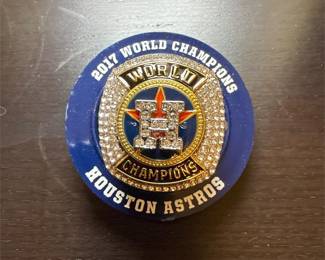 2017 WORLD CHAMPIONS
WORLD
H
CHAMPIONS
HOUSTON ASTROS